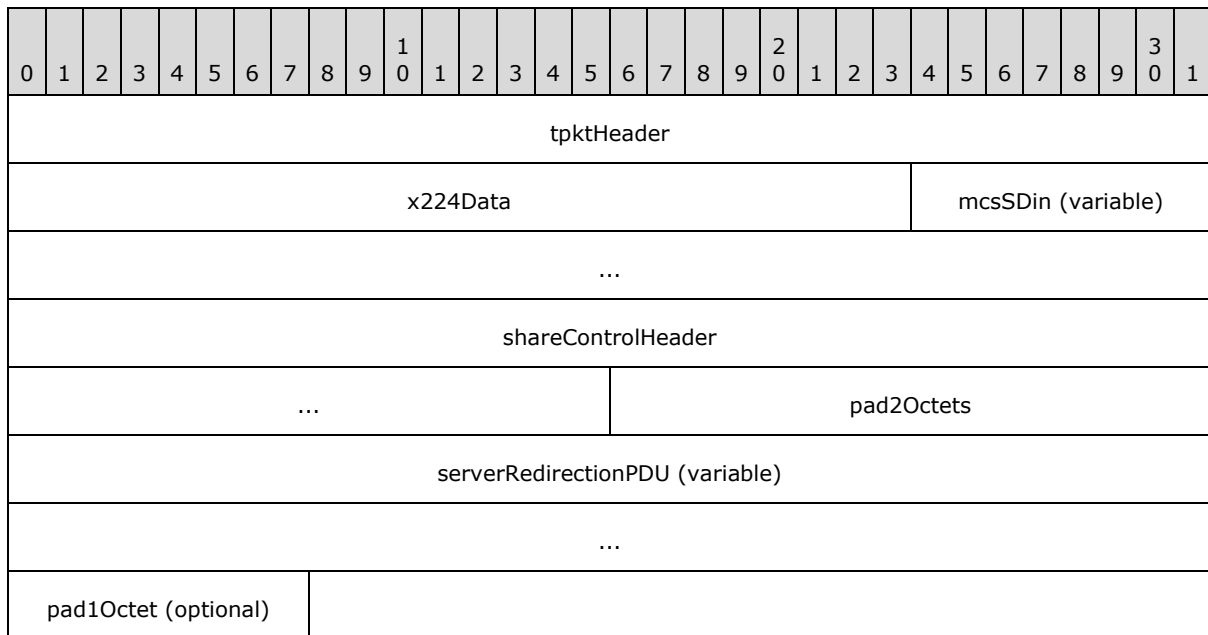 1 2 3
0 1 2 3 4 5 6 7 8 9 0 1 2 3 4 5 6 7 8 9 0 1 2 3 4 5 6 7 8 9 0 1
tpktHeader
x224Data mcsSDin (variable)
...
shareControlHeader
... pad2Octets
serverRedirectionPDU (variable)
...
pad1Octet (optional)